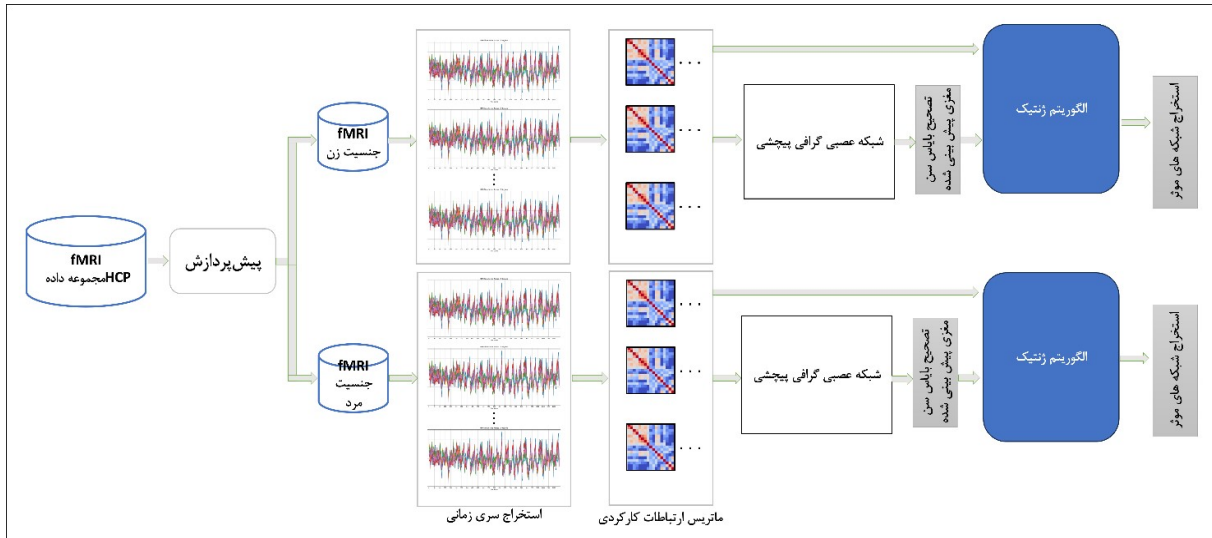 fMRI
مجموعه داده HCP
پیش‌پردازش
fMRI
جنسیت زن
...
...
...
شبکه عصبی گرافی پیچشی
تصحیح بایاس سن
مغزی پیش بینی شده
الگوریتم ژنتیک
استخراج شبکه های موثر
fMRI
جنسیت
مرد
...
...
...
شبکه عصبی گرافی پیچشی
تصحیح بایاس سن
مغزی پیش بینی شده
الگوریتم ژنتیک
استخراج شبکه های موثر
استخراج سری زمانی
ماتریس ارتباطات کارکردی